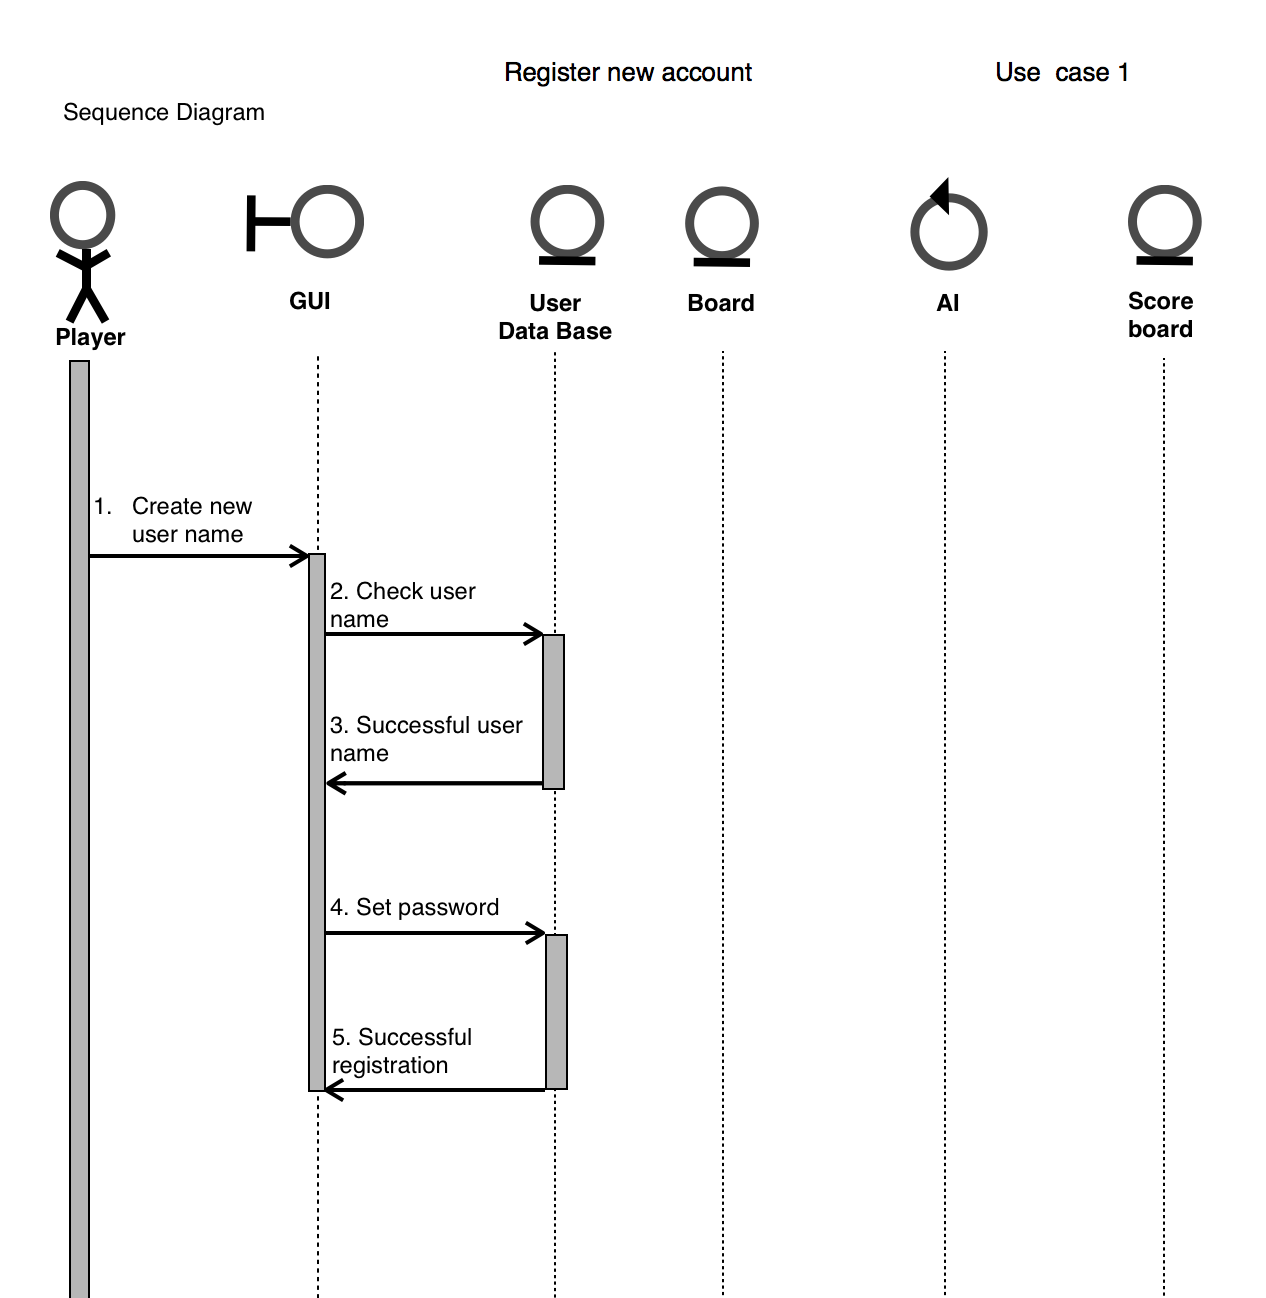 Register new account
Use case 1
Sequence Diagram
Player
GUI
User
Data Base
Board
AI
Score
board
1. Create new
user name
2. Check user
name
3. Successful user
name
4. Set password
5. Successful
registration